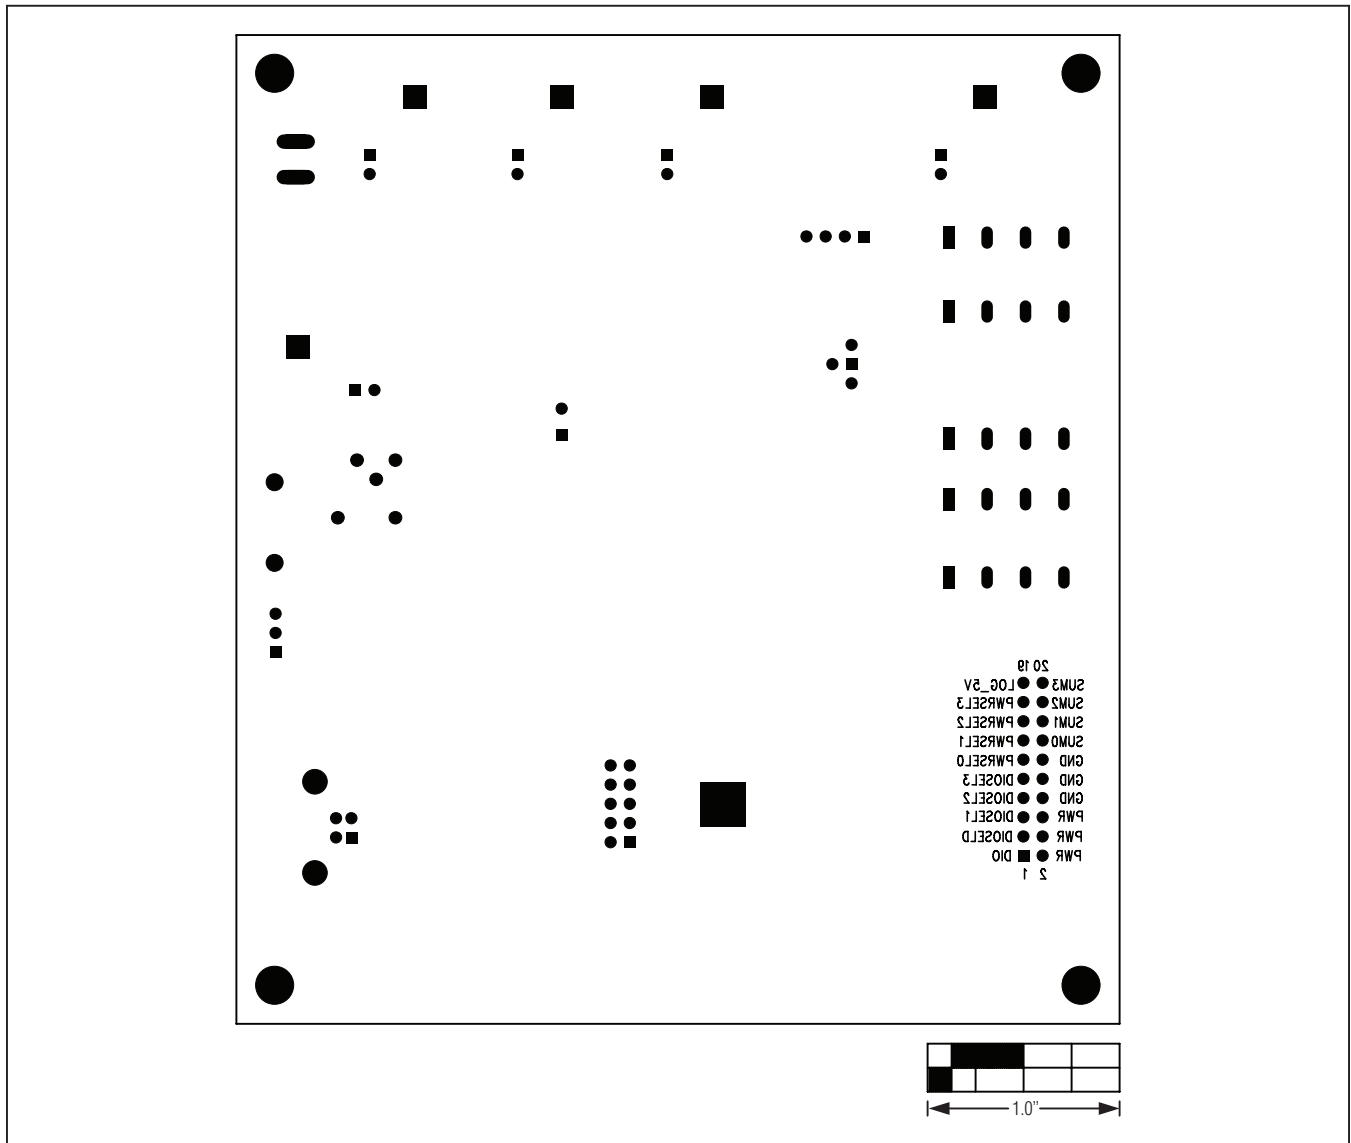 19 20
LOG_5V SUM3
PWRSEL3 SUM2
PWRSEL2 SUM1
PWRSEL1 SUM0
PWRSEL0 GND
DIOSEL3 GND
DIOSEL2 GND
DIOSEL1 PWR
DIOSELD PWR
DIO PWR
1 2
1.0”